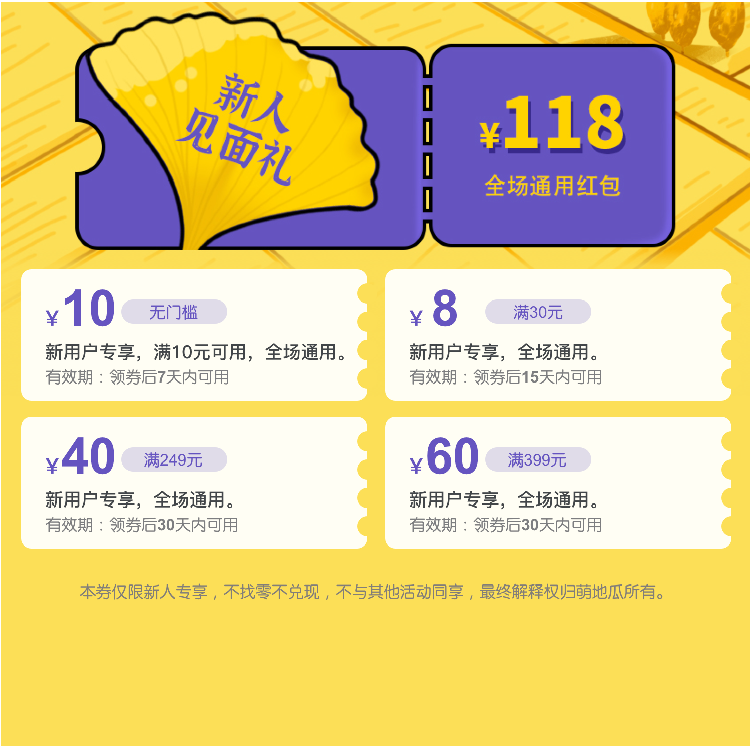 新人
见面礼
¥118
全场通用红包
¥10 无门槛
新用户专享，满10元可用，全场通用。
有效期：领券后7天内可用
¥8 满30元
新用户专享，全场通用。
有效期：领券后15天内可用
¥40 满249元
新用户专享，全场通用。
有效期：领券后30天内可用
¥60 满399元
新用户专享，全场通用。
有效期：领券后30天内可用
本券仅限新人专享，不找零不兑现，不与其他活动同享，最终解释权归萌地瓜所有。